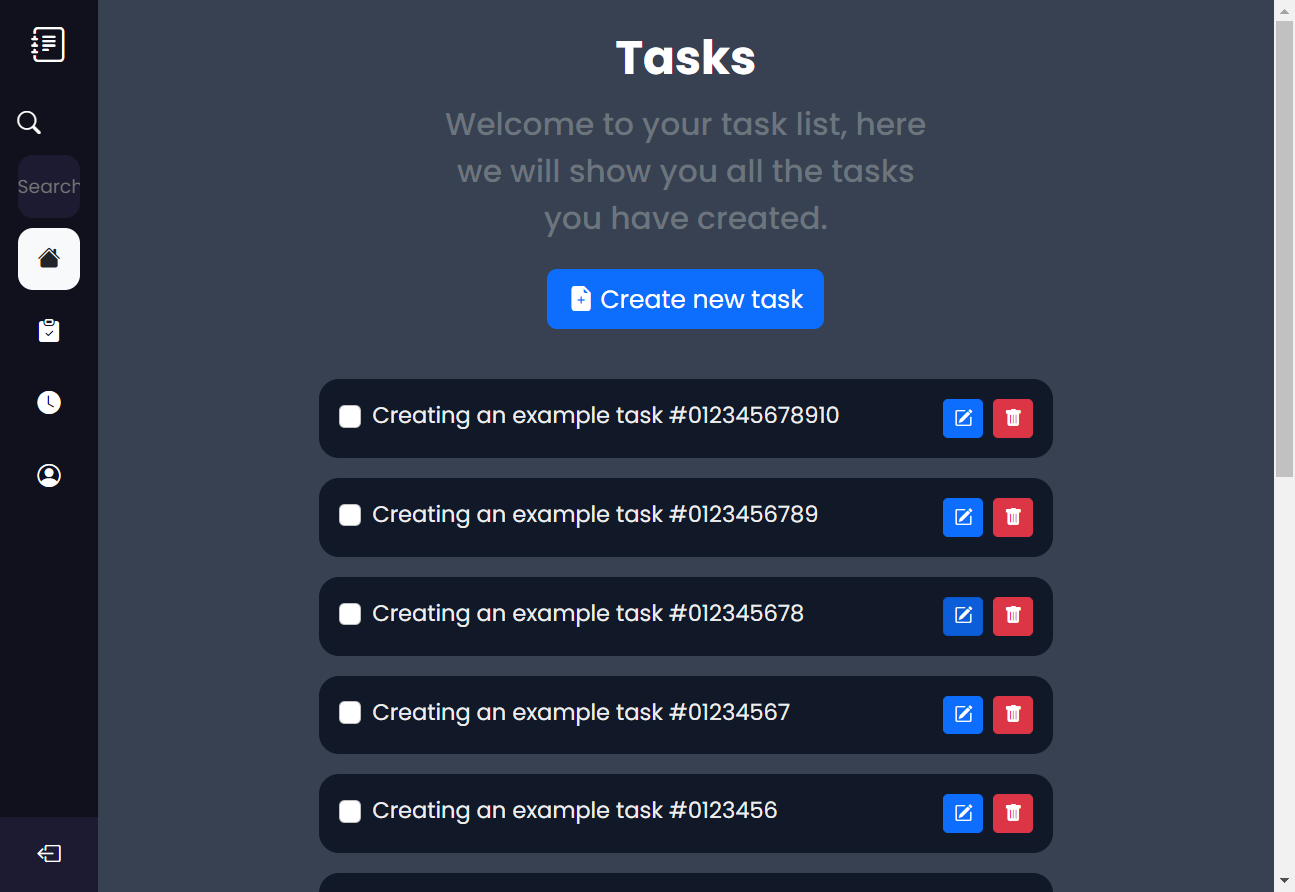 Tasks
Search
Welcome to your task list, here
we will show you all the tasks
you have created.
Create new task
Creating an example task #012345678910
Creating an example task #0123456789
Creating an example task #012345678
Creating an example task #01234567
Creating an example task #0123456